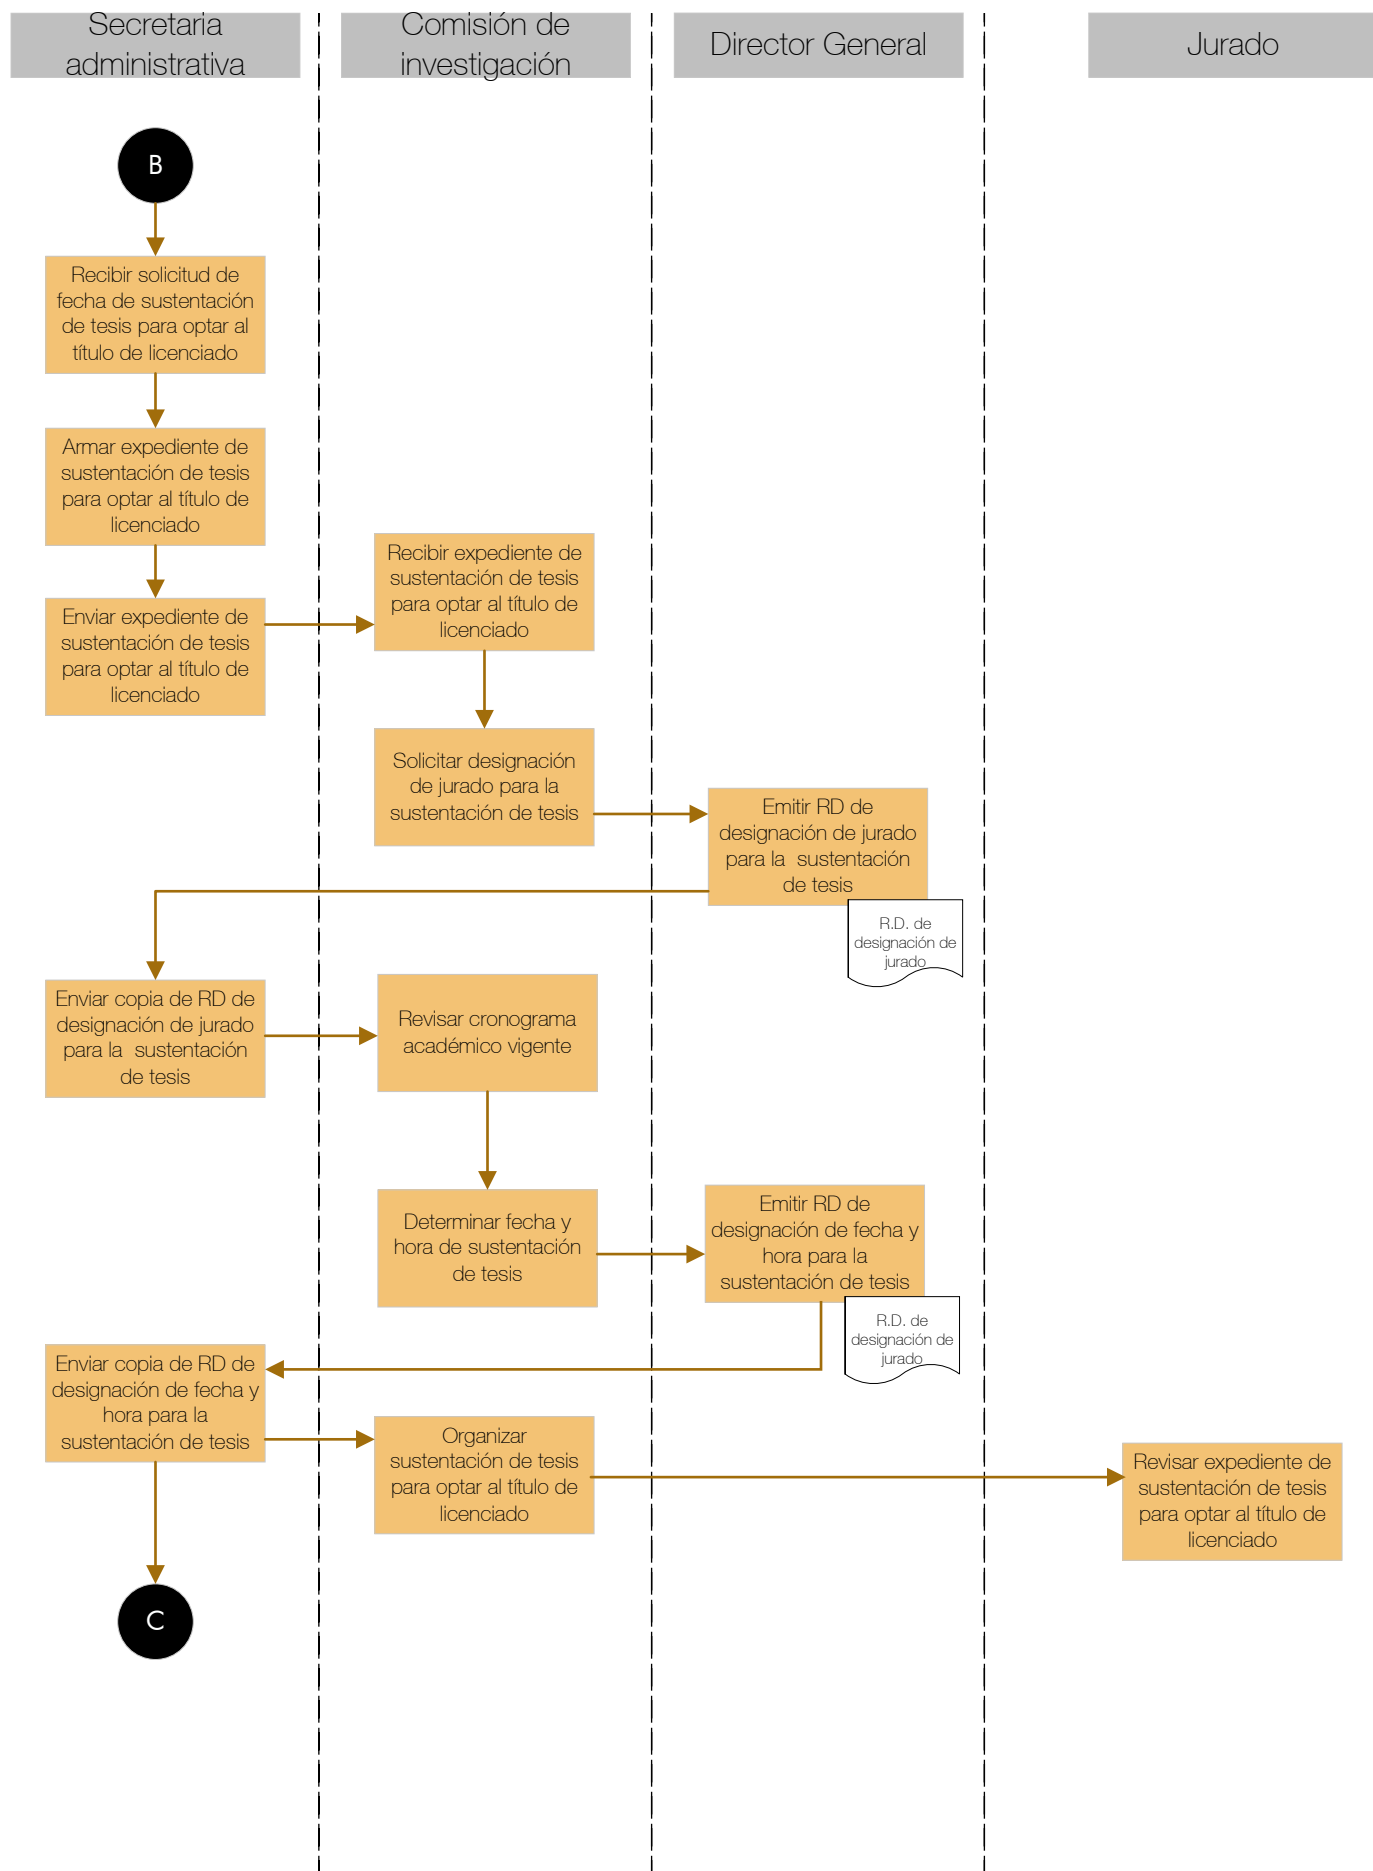 Secretaria
administrativa
Comisión de
investigación
Director General
Jurado
B
Recibir solicitud de
fecha de sustentación
de tesis para optar al
título de licenciado
Armar expediente de
sustentación de tesis
para optar al título de
licenciado
Recibir expediente de
sustentación de tesis
para optar al título de
licenciado
Enviar expediente de
sustentación de tesis
para optar al título de
licenciado
Solicitar designación
de jurado para la
sustentación de tesis
Emitir RD de
designación de jurado
para la  sustentación
de tesis
R.D. de
designación de
jurado
Enviar copia de RD de
designación de jurado
para la  sustentación
de tesis
Revisar cronograma
académico vigente
Determinar fecha y
hora de sustentación
de tesis
Emitir RD de
designación de fecha y
hora para la
sustentación de tesis
R.D. de
designación de
jurado
Enviar copia de RD de
designación de fecha y
hora para la
sustentación de tesis
Organizar
sustentación de tesis
para optar al título de
licenciado
Revisar expediente de
sustentación de tesis
para optar al título de
licenciado
C